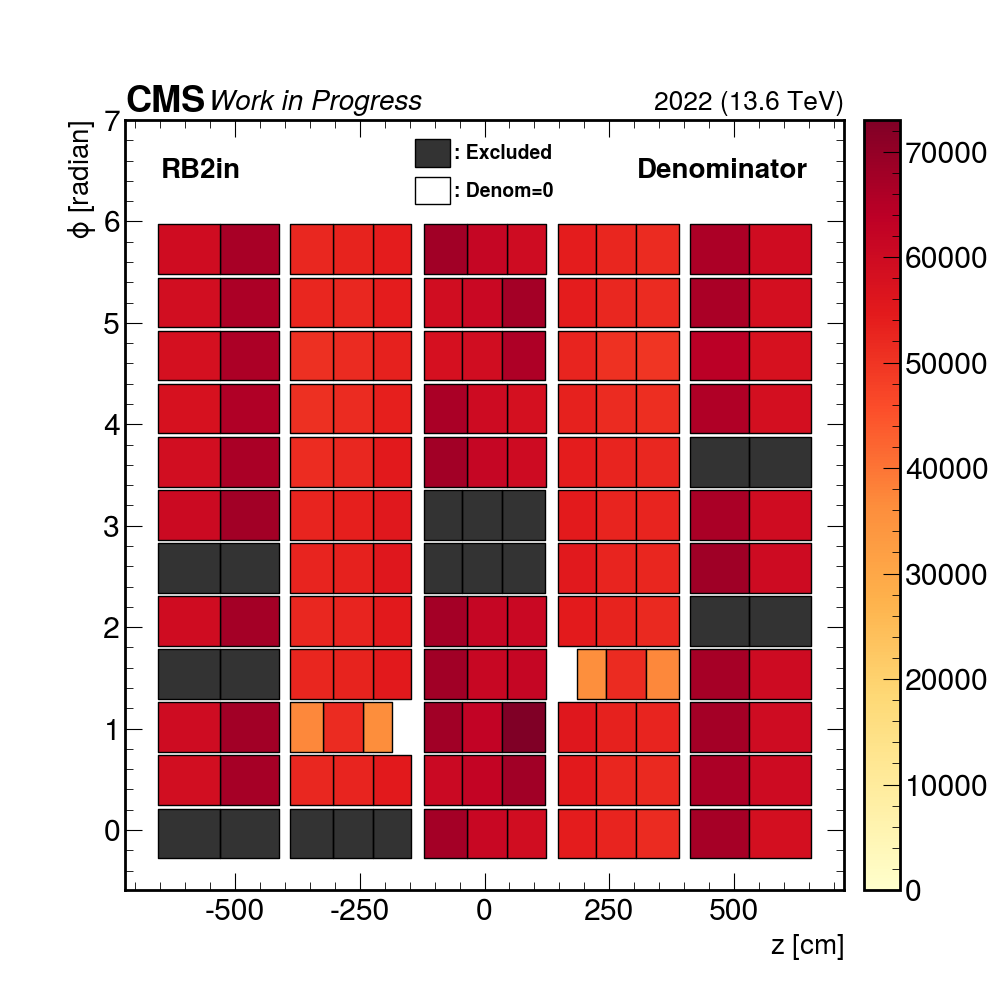 CMS Work in Progress 2022 (13.6 TeV)
RB2in
: Excluded
: Denom=0
Denominator
ϕ [radian]
7
6
5
4
3
2
1
0
-500 -250 0 250 500
z [cm]
70000
60000
50000
40000
30000
20000
10000
0